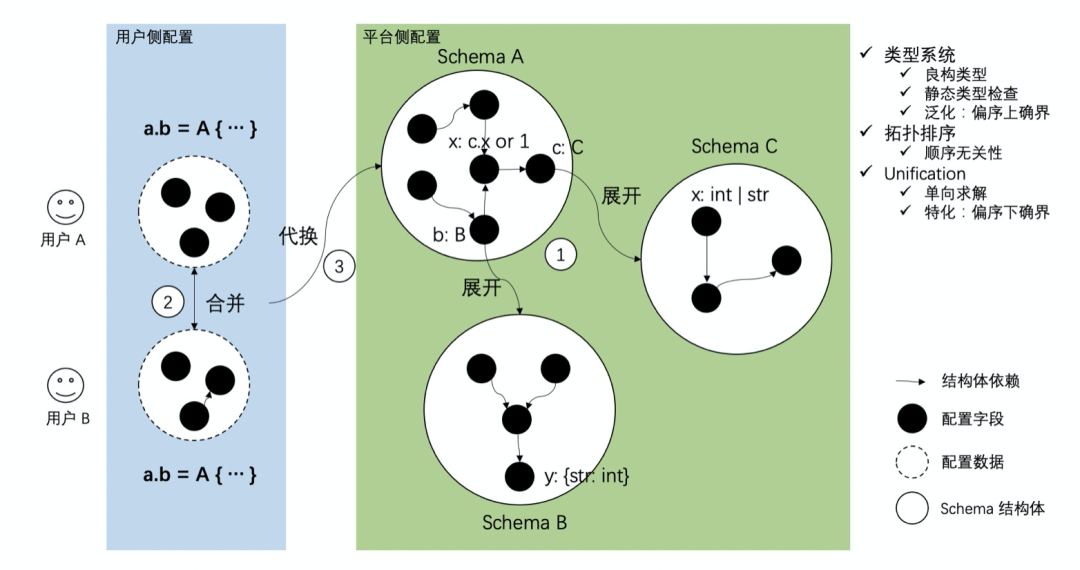 用户侧配置
平台侧配置
Schema A
a.b = A { ⋯ }
x: c.x or 1
c: C
用户 A
代换
b: B
3
展开
1
展开
2
合并
Schema C
x: int | str
用户 B
a.b = A { ⋯ }
y: {str: int}
Schema B
✓ 类型系统
✓ 良构类型
✓ 静态类型检查
✓ 泛化：偏序上确界
✓ 拓扑排序
✓ 顺序无关性
✓ Unification
✓ 单向求解
✓ 特化：偏序下确界
结构体依赖
配置字段
配置数据
Schema 结构体